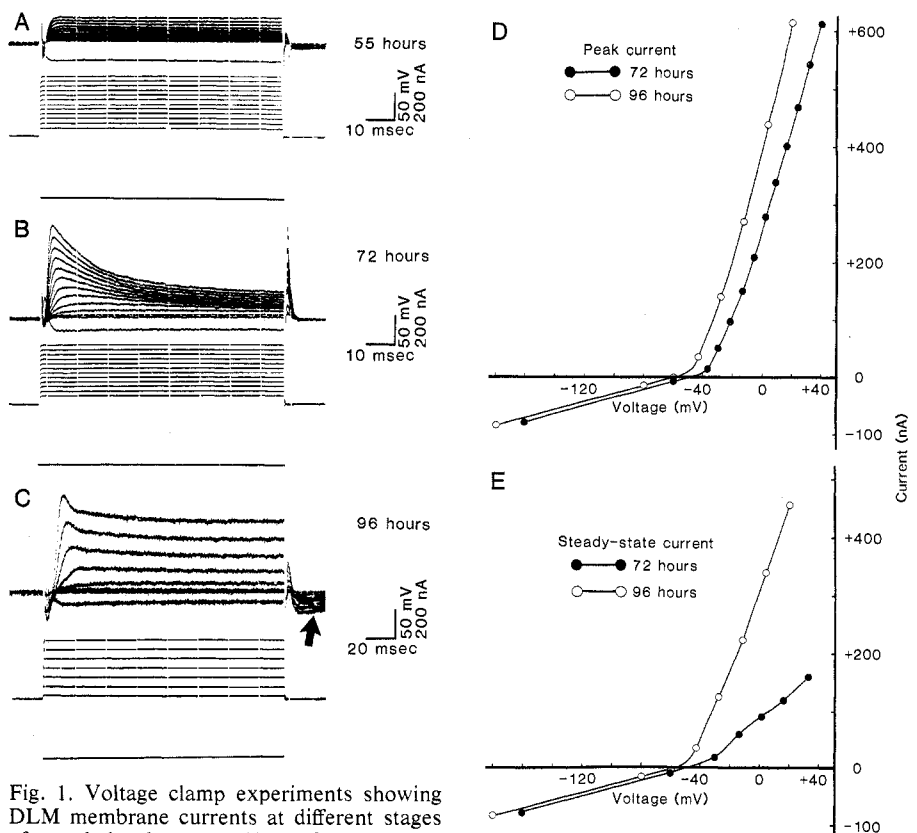 A
55 hours
50 mV
200 nA
10 msec
B
72 hours
50 mV
200 nA
10 msec
C
96 hours
50 mV
200 nA
20 msec
Fig. 1. Voltage clamp experiments showing
DLM membrane currents at different stages
D
Peak current
72 hours
96 hours
+600
+400
+200
0
-100
-120
-40
0
+40
Voltage (mV)
Current (nA)
E
Steady-state current
72 hours
96 hours
+400
+200
0
-100
-120
-40
0
+40
Voltage (mV)